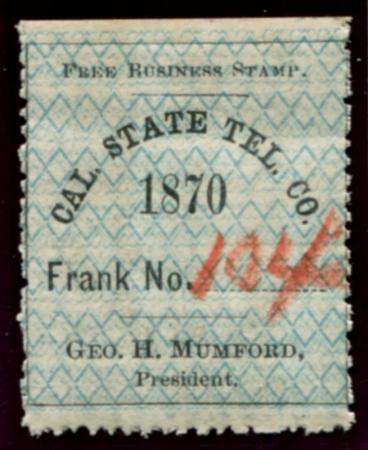 FREE BUSINESS STAMP.
CAL. STATE TEL. CO.
1870
Frank No.
GEO. H. MUMFORD,
President.